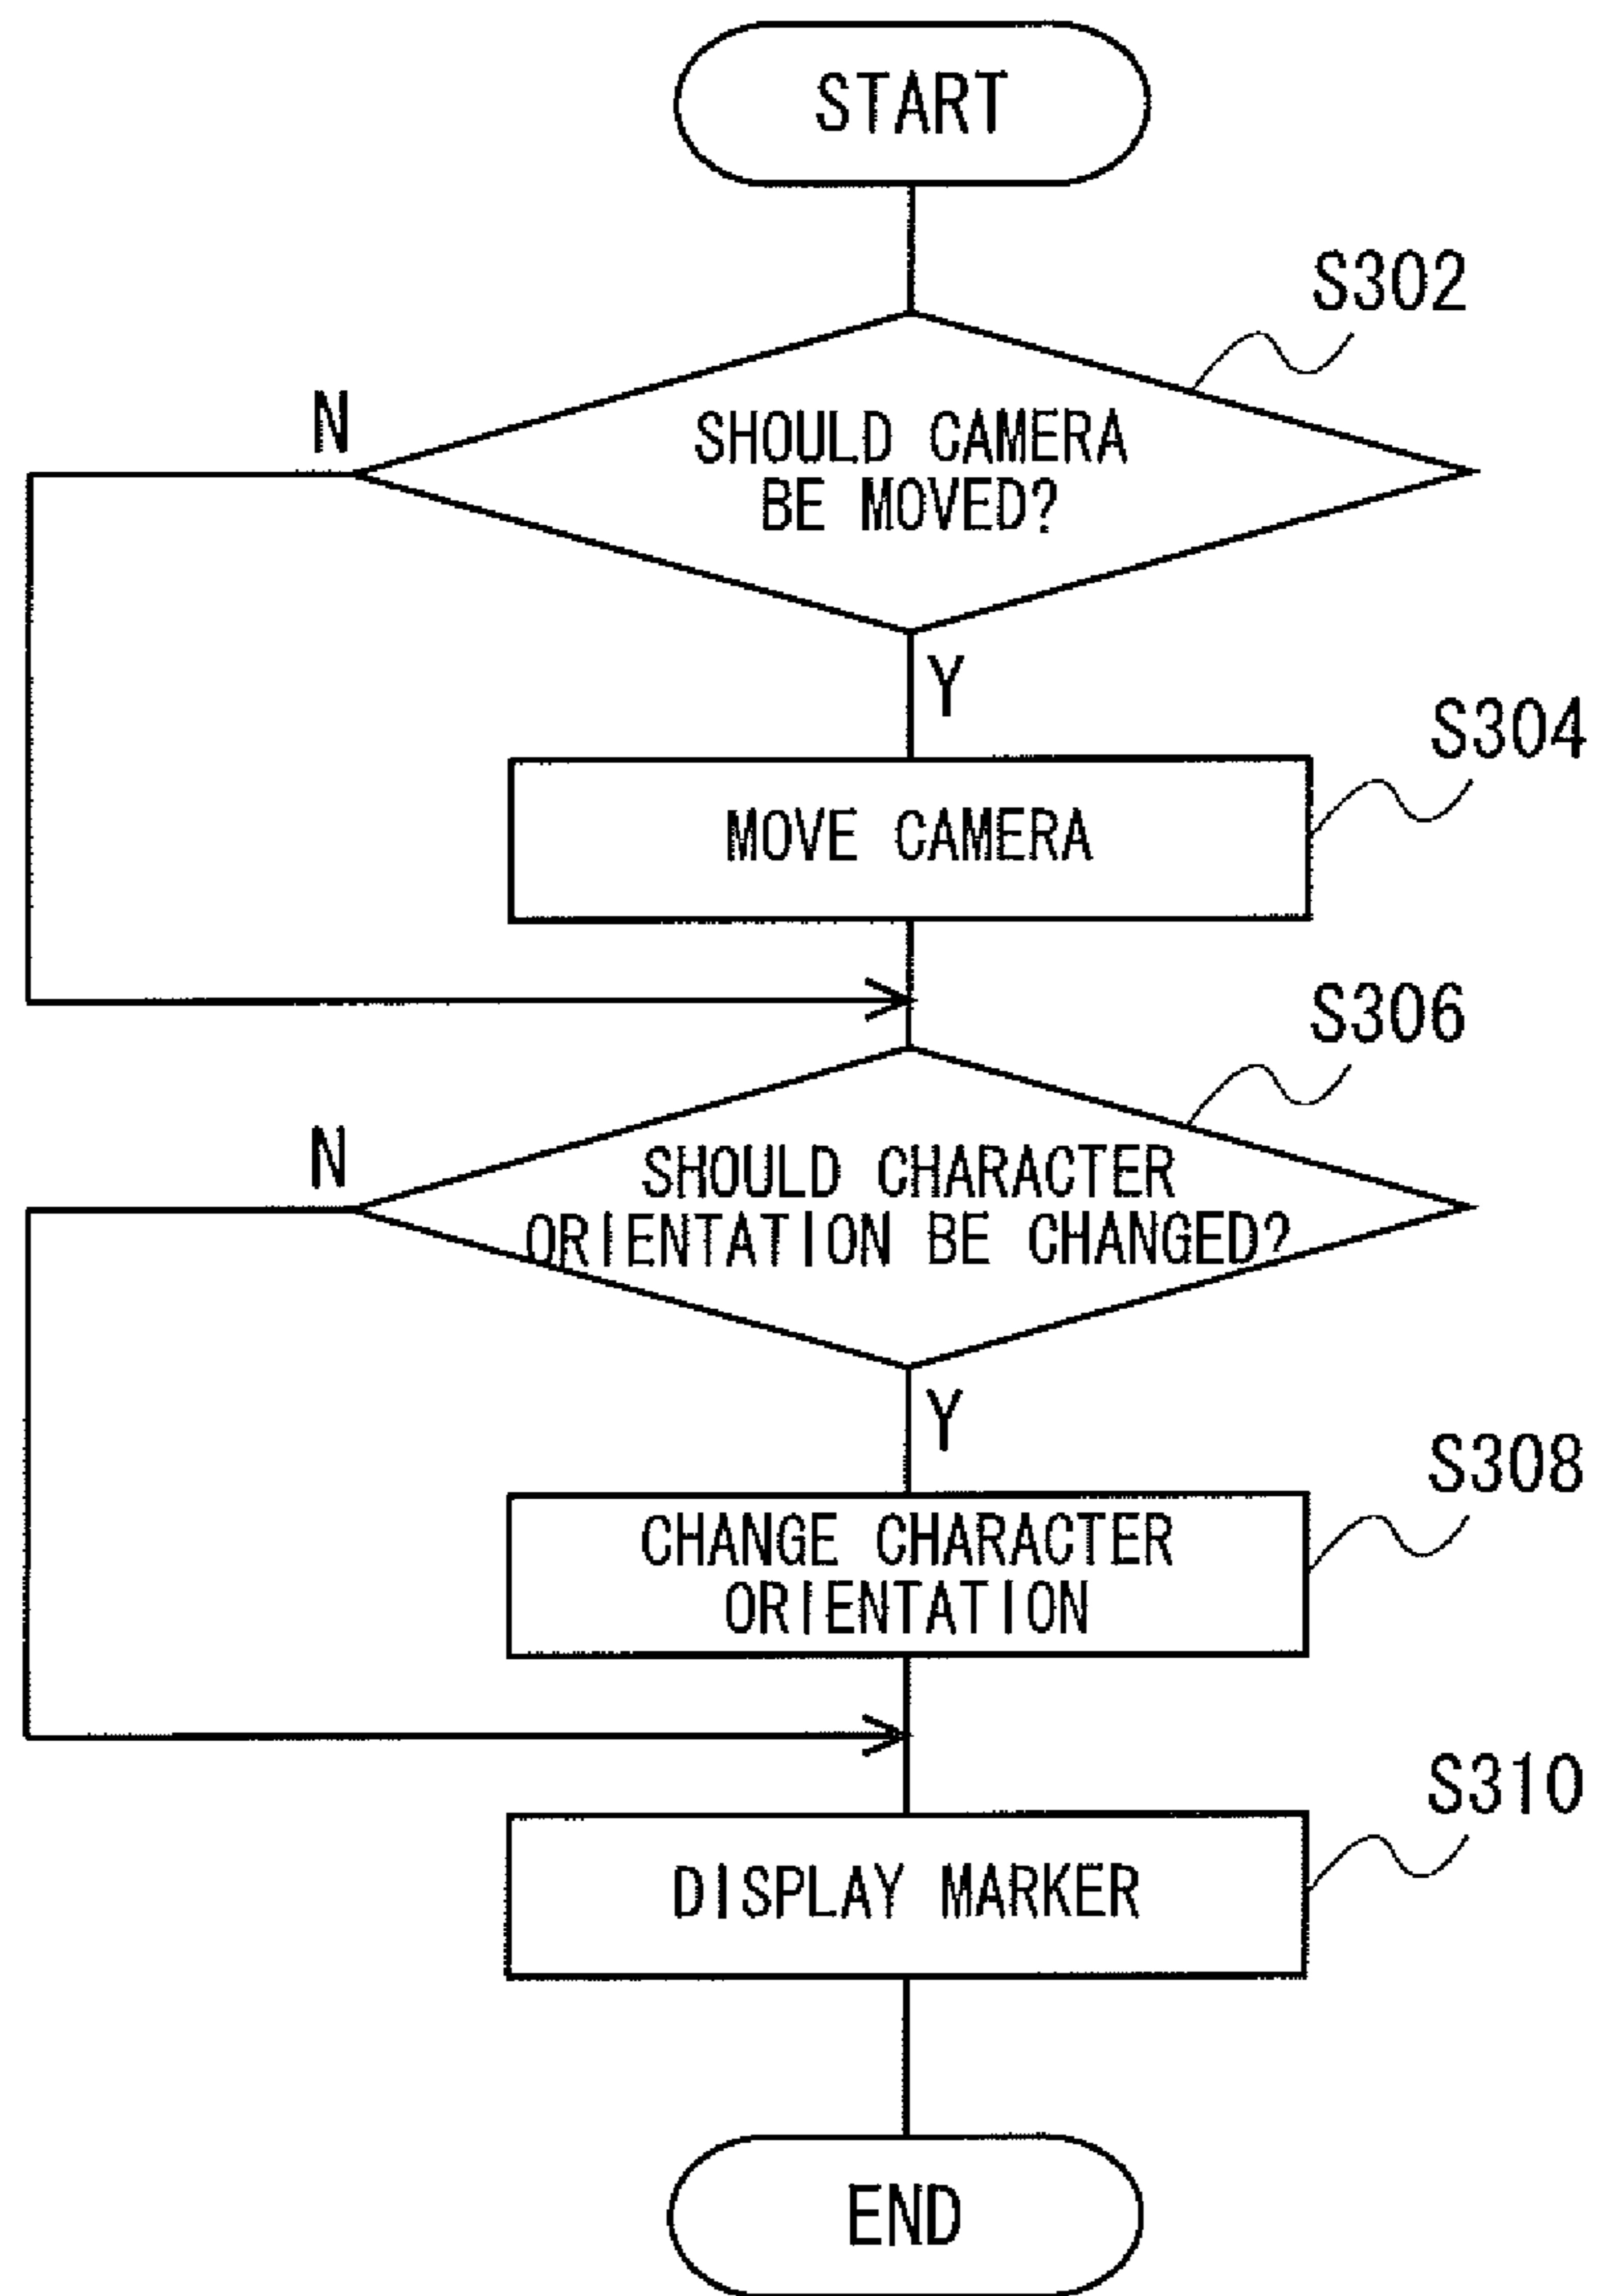 START
S302
N
SHOULD CAMERA
BE MOVED?
Y
S304
MOVE CAMERA
S306
N
SHOULD CHARACTER
ORIENTATION BE CHANGED?
Y
S308
CHANGE CHARACTER
ORIENTATION
S310
DISPLAY MARKER
END